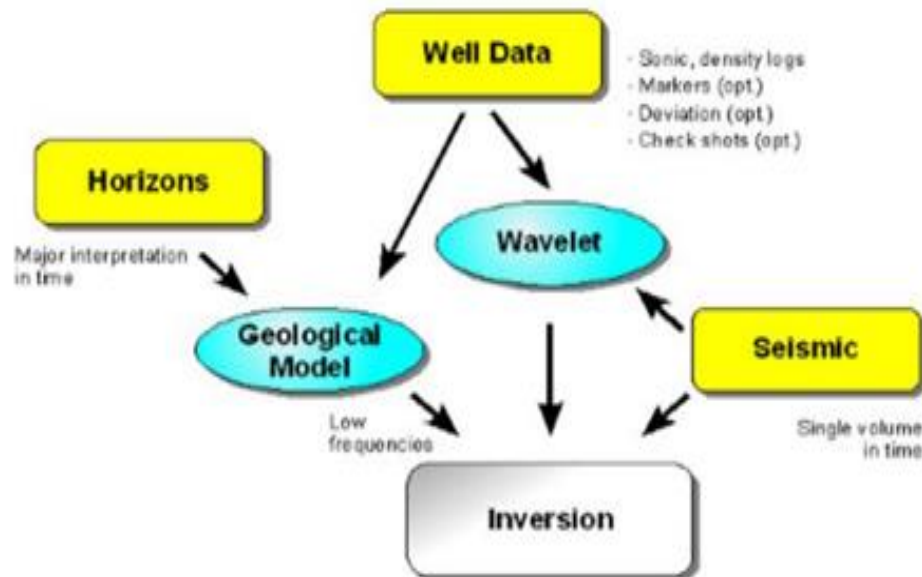 Well Data
- Sonic, density logs
- Markers (opt.)
- Deviation (opt.)
- Check shots (opt.)
Horizons
Major interpretation
in time
Wavelet
Geological
Model
Seismic
Low
frequencies
Single volume
in time
Inversion